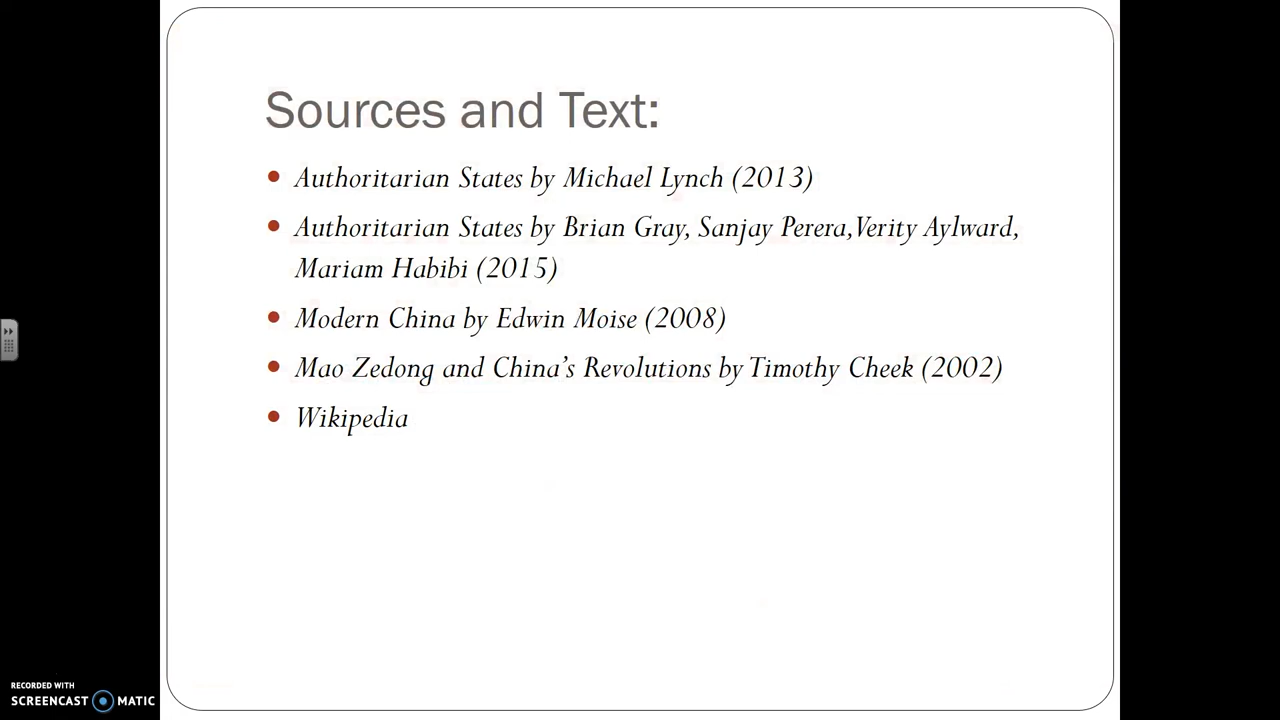 Sources and Text:
Authoritarian States by Michael Lynch (2013)
Authoritarian States by Brian Gray, Sanjay Perera,Verity Aylward,
Mariam Habibi (2015)
Modern China by Edwin Moise (2008)
Mao Zedong and China’s Revolutions by Timothy Cheek (2002)
Wikipedia
RECORDED WITH
SCREENCAST MATIC